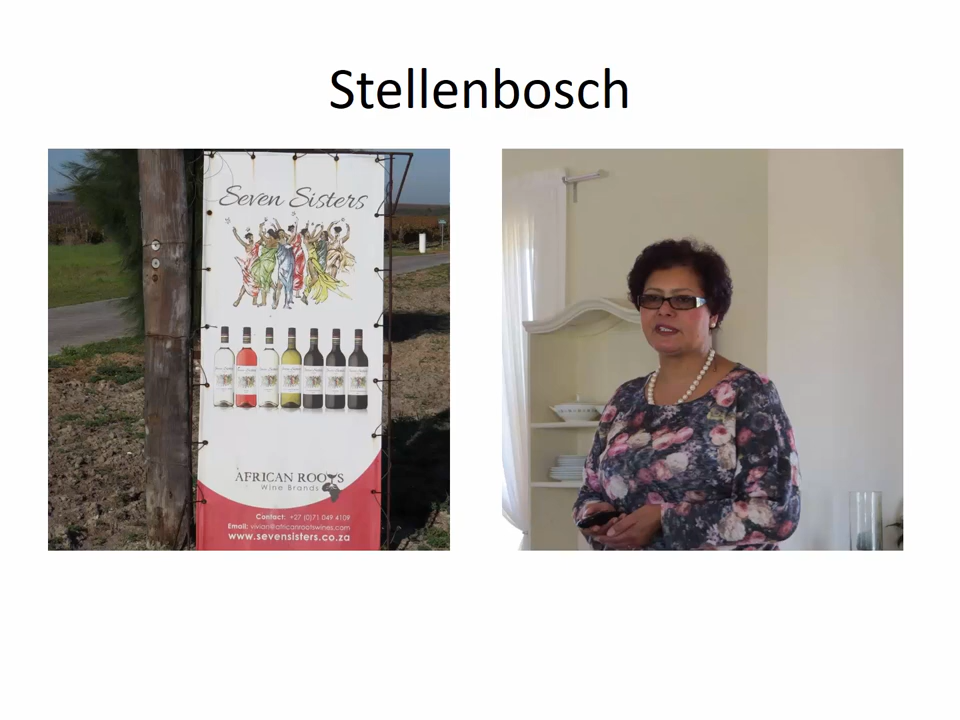 Stellenbosch
Seven Sisters
AFRICAN ROOTS
Wine Brands
Contact: +27 (0)71 049 4109
Email: vivian@africanrootswines.com
www.sevensisters.co.za